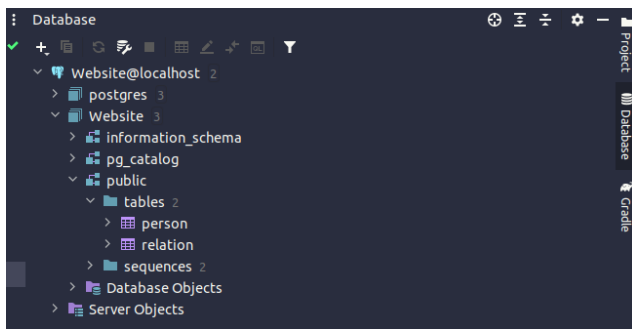 Database
Website@localhost 2
postgres 3
Website 3
information_schema
pg_catalog
public
tables 2
person
relation
sequences 2
Database Objects
Server Objects
Project
Database
Gradle